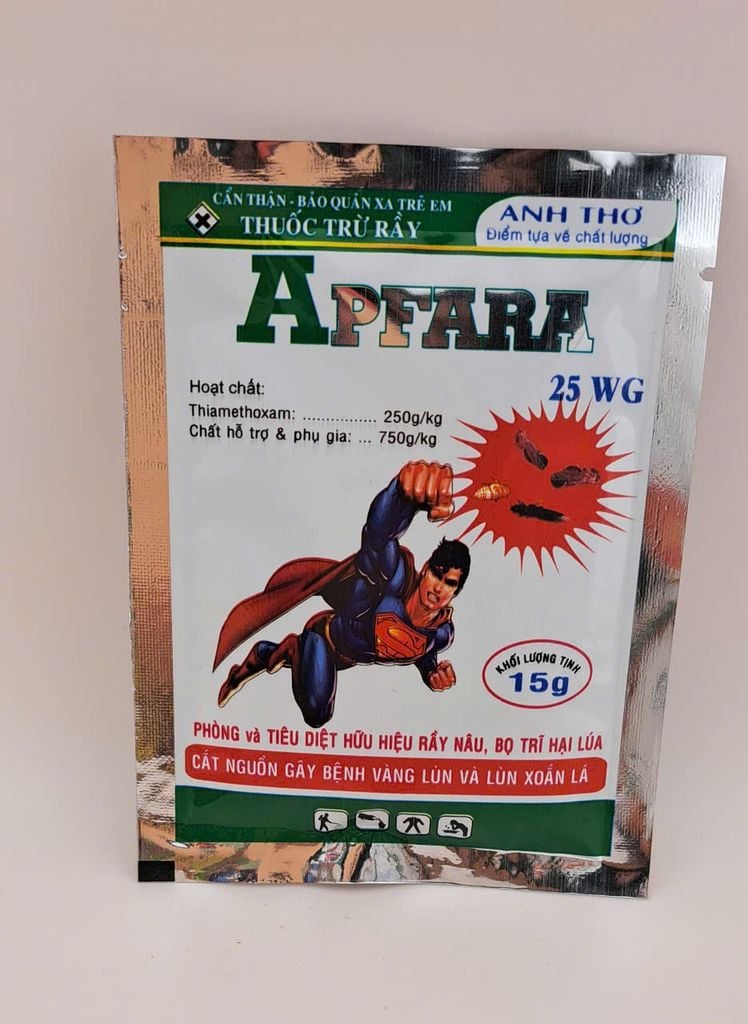 CẨN THẬN - BẢO QUẢN XA TRẺ EM
THUỐC TRỪ RẦY
ANH THƠ
Điểm tựa về chất lượng
APFARA
25 WG
Hoạt chất:
Thiamethoxam: ................ 250g/kg
Chất hỗ trợ & phụ gia: ... 750g/kg
KHỐI LƯỢNG TỊNH
15g
PHÒNG và TIÊU DIỆT HỮU HIỆU RẦY NÂU, BỌ TRĨ HẠI LÚA
CẮT NGUỒN GÂY BỆNH VÀNG LÙN VÀ LÙN XOẮN LÁ